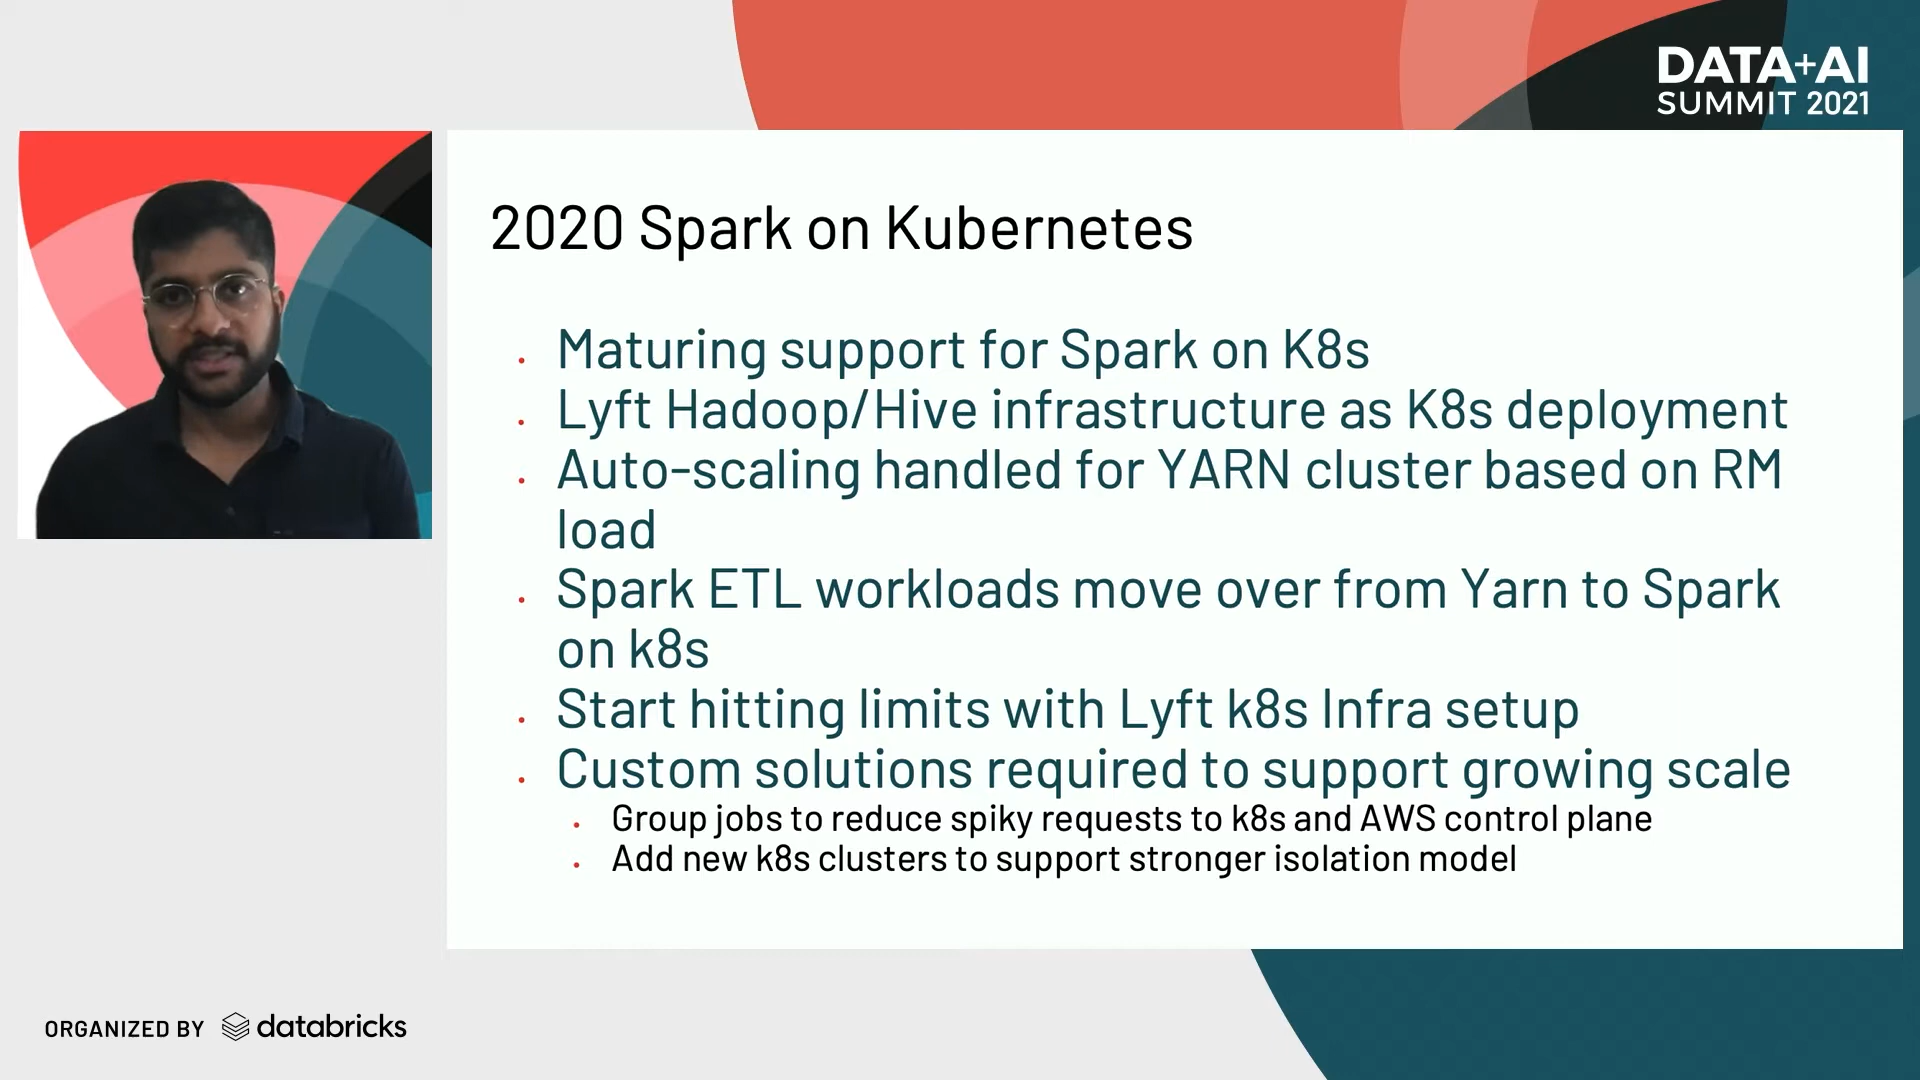 DATA+AI
SUMMIT 2021
2020 Spark on Kubernetes
Maturing support for Spark on K8s
Lyft Hadoop/Hive infrastructure as K8s deployment
Auto-scaling handled for YARN cluster based on RM
load
Spark ETL workloads move over from Yarn to Spark
on k8s
Start hitting limits with Lyft k8s Infra setup
Custom solutions required to support growing scale
Group jobs to reduce spiky requests to k8s and AWS control plane
Add new k8s clusters to support stronger isolation model
ORGANIZED BY databricks